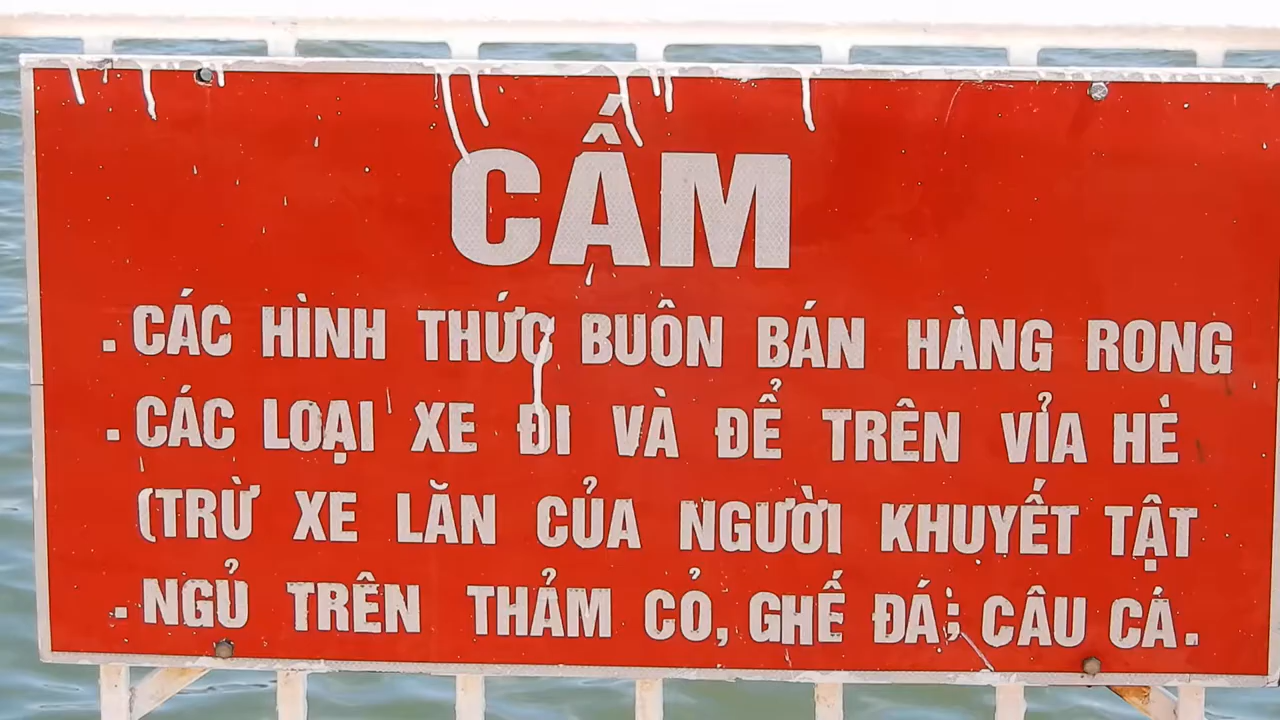 CẤM
. CÁC HÌNH THỨC BUÔN BÁN HÀNG RONG
. CÁC LOẠI XE ĐI VÀ ĐỂ TRÊN VỈA HÈ
(TRỪ XE LĂN CỦA NGƯỜI KHUYẾT TẬT
. NGỦ TRÊN THẢM CỎ, GHẾ ĐÁ; CÂU CÁ.